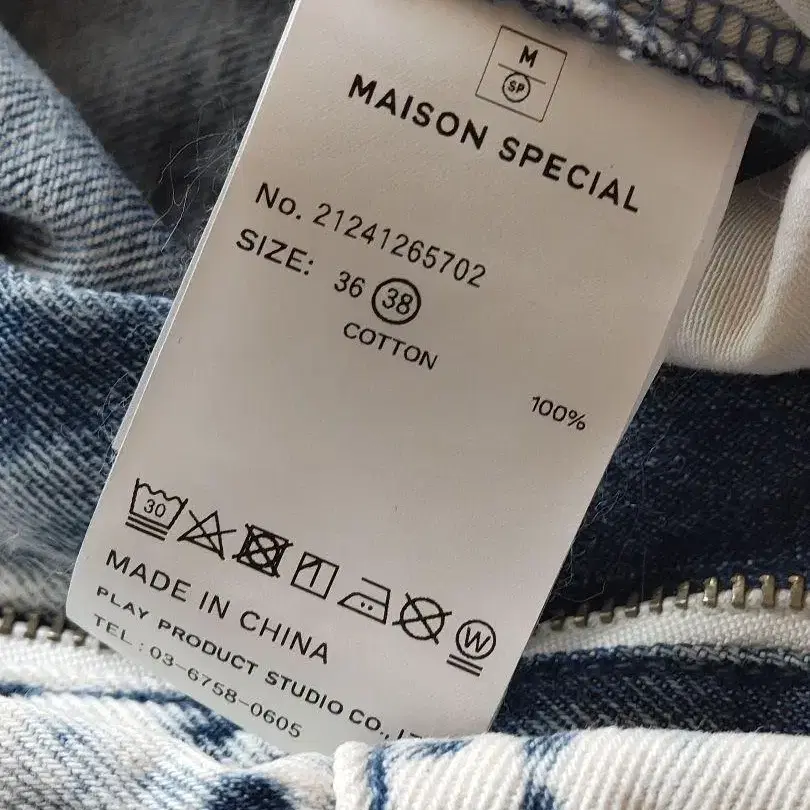 M
SP
MAISON SPECIAL
No. 21241265702
SIZE: 36 38
COTTON
100%
30
W
MADE IN CHINA
PLAY PRODUCT STUDIO CO.,
TEL : 03-6758-0605